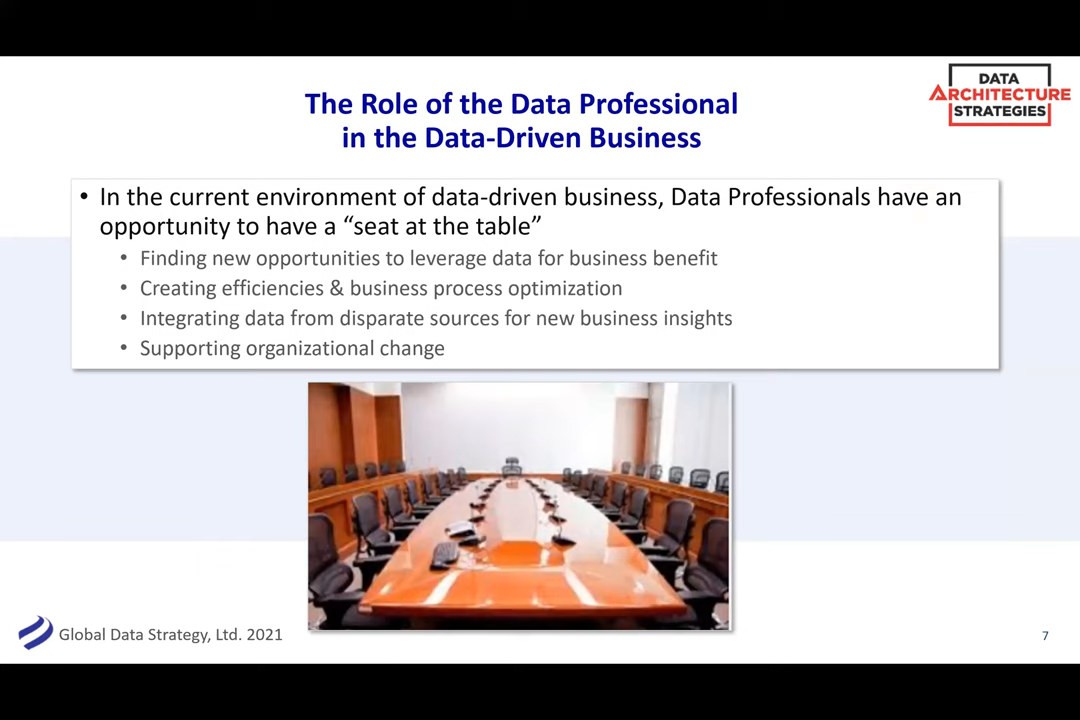 DATA
ARCHITECTURE
STRATEGIES
The Role of the Data Professional
in the Data-Driven Business
• In the current environment of data-driven business, Data Professionals have an
opportunity to have a “seat at the table”
• Finding new opportunities to leverage data for business benefit
• Creating efficiencies & business process optimization
• Integrating data from disparate sources for new business insights
• Supporting organizational change
Global Data Strategy, Ltd. 2021
7